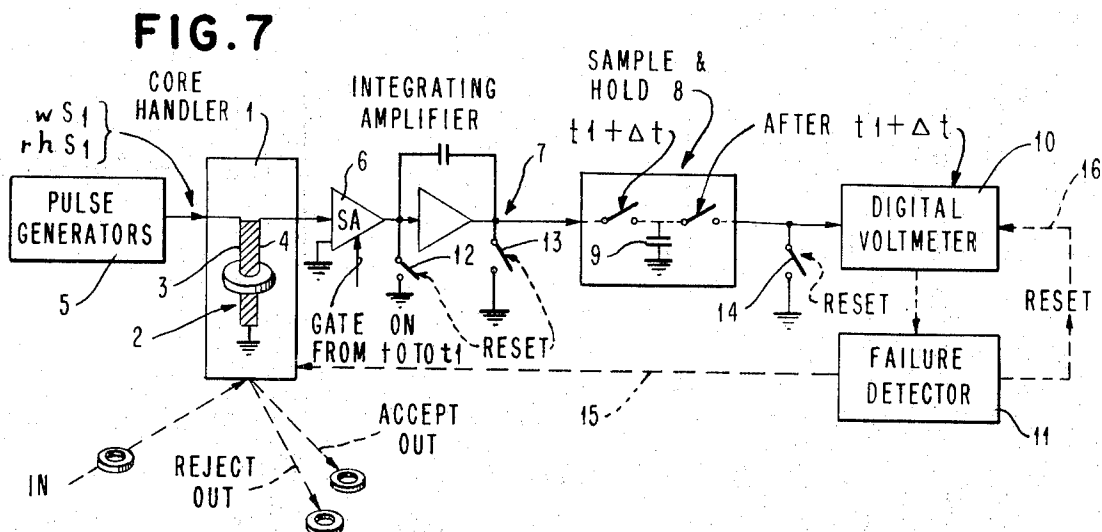 FIG. 7
CORE
HANDLER 1
w S1
rh S1
PULSE
GENERATORS
5
3
4
2
6
SA
INTEGRATING
AMPLIFIER
7
12
13
GATE ON
FROM t0 TO t1
RESET
SAMPLE &
HOLD 8
t1 + Δt
AFTER t1 + Δt
9
10
DIGITAL
VOLTMETER
16
14
RESET
RESET
FAILURE
DETECTOR
11
15
IN
REJECT
OUT
ACCEPT
OUT